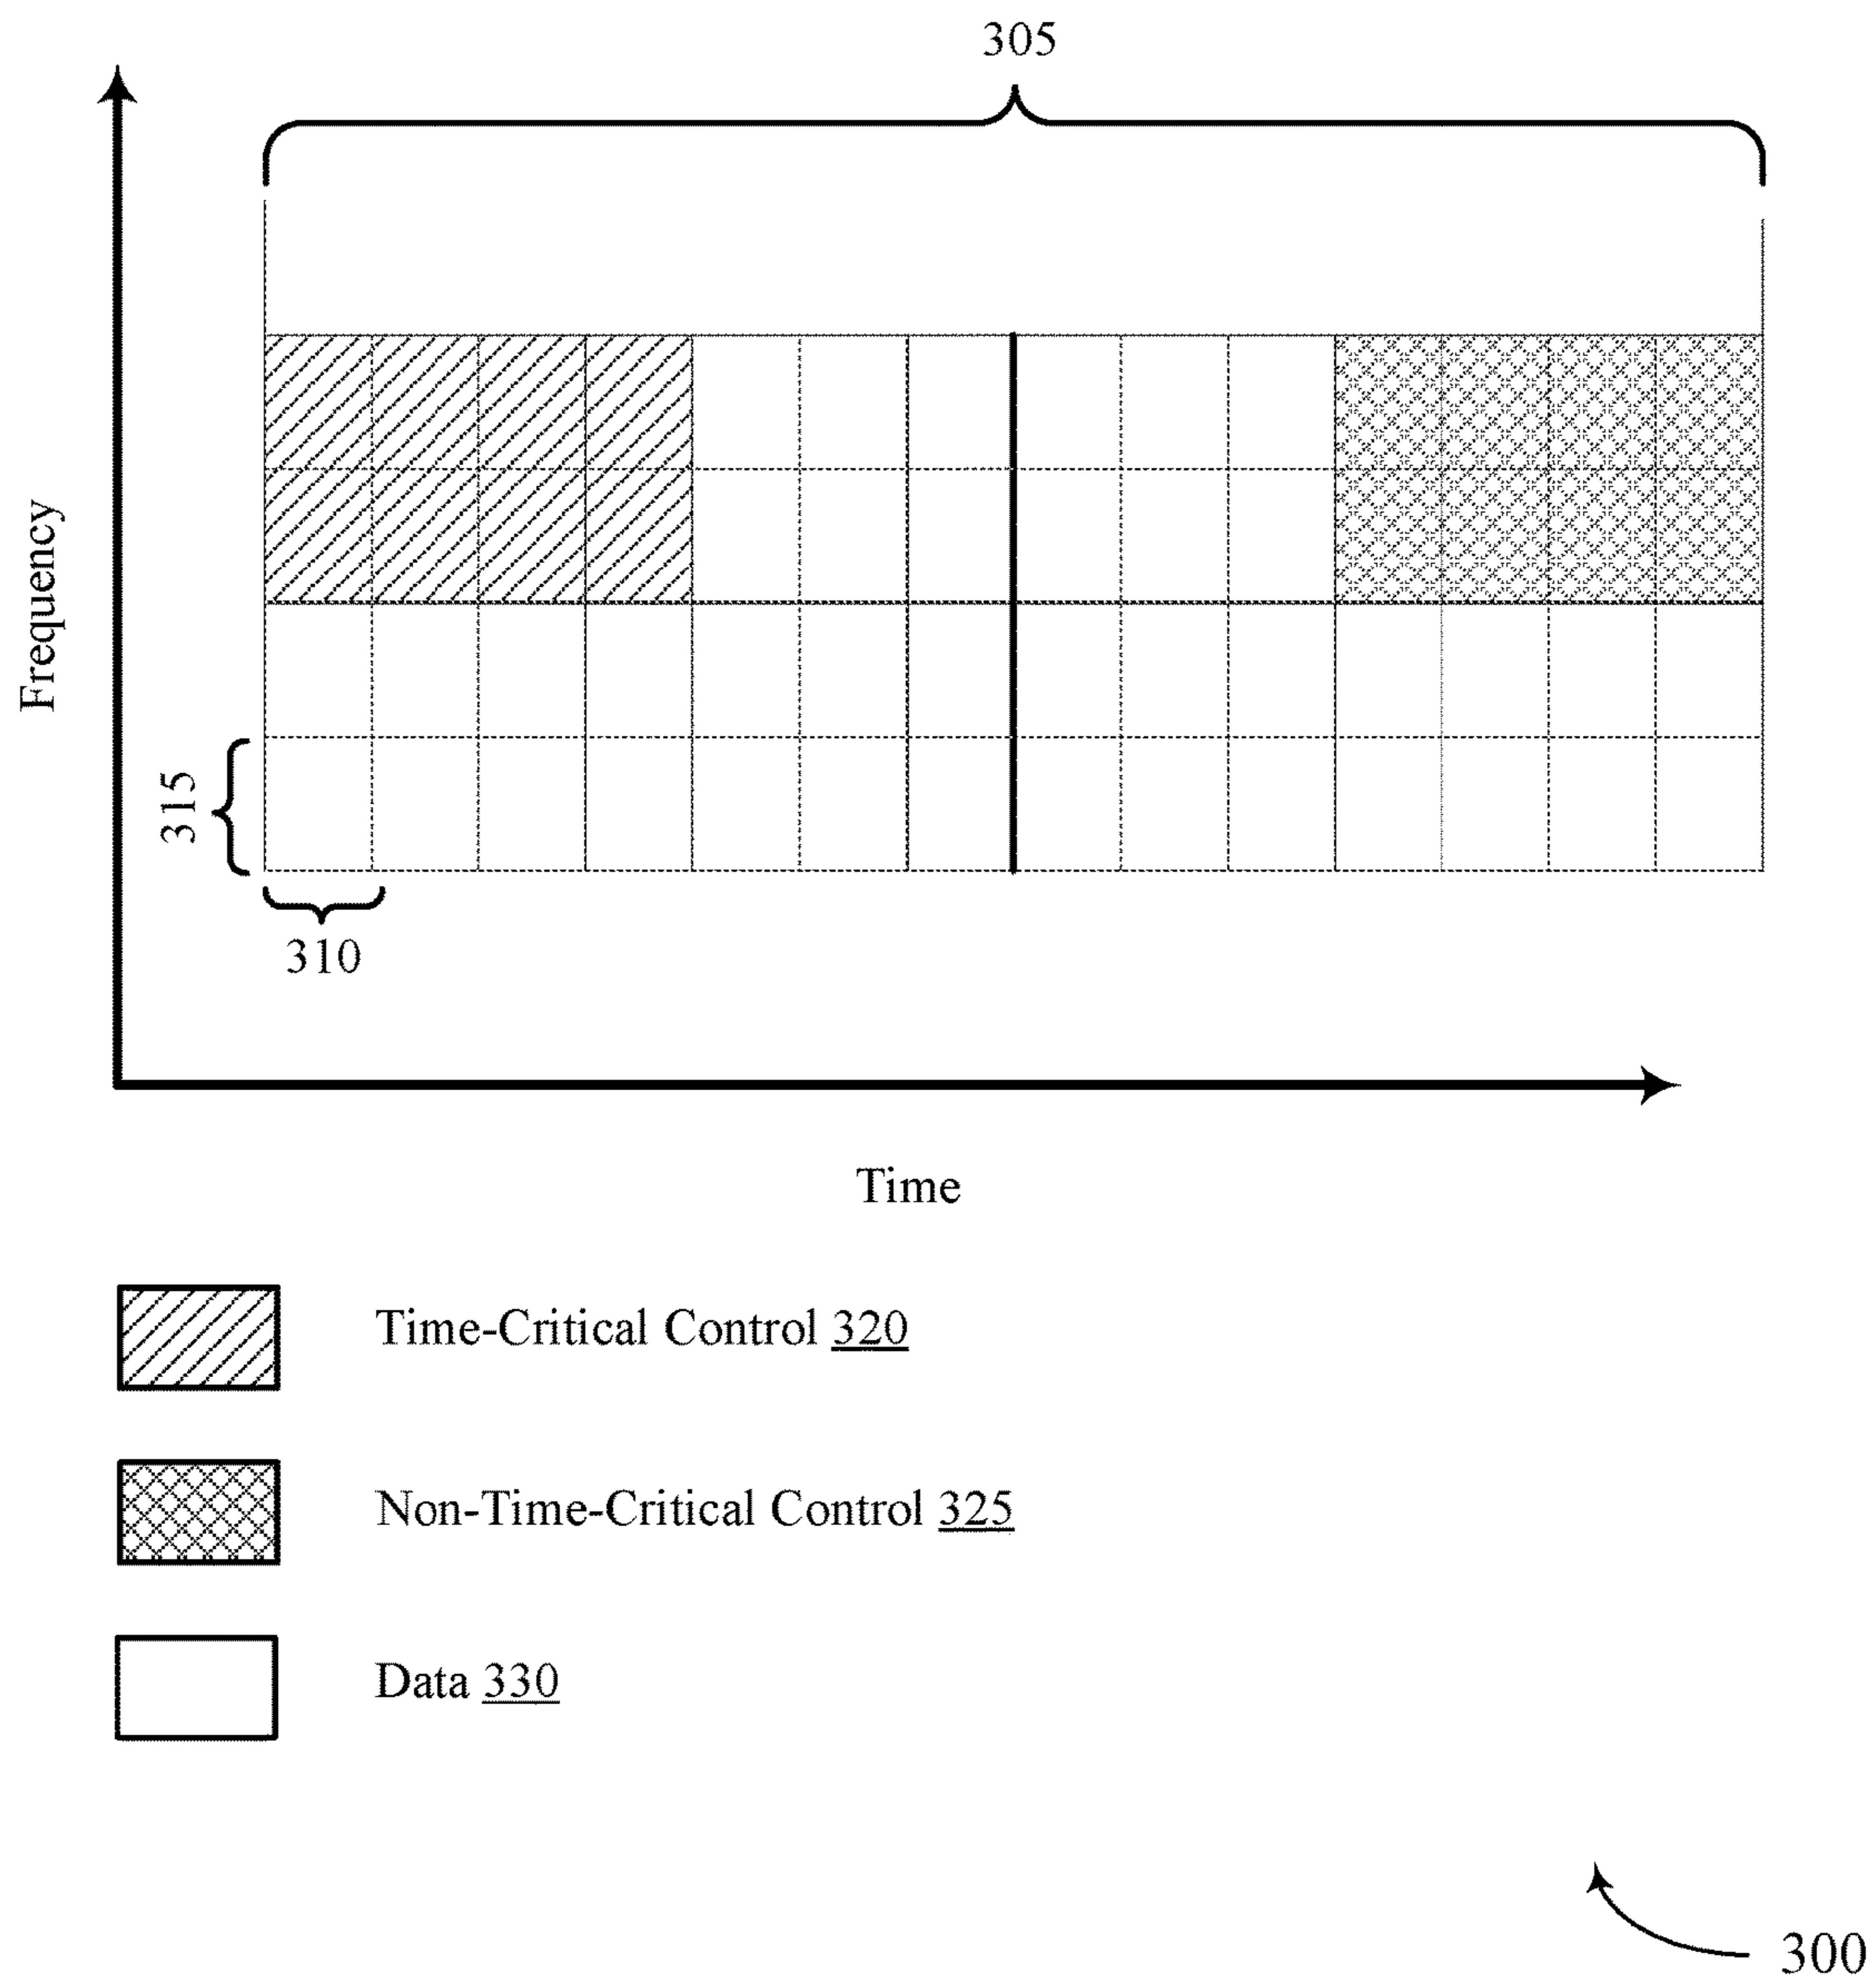 305
Frequency
315
310
Time
Time-Critical Control 320
Non-Time-Critical Control 325
Data 330
300